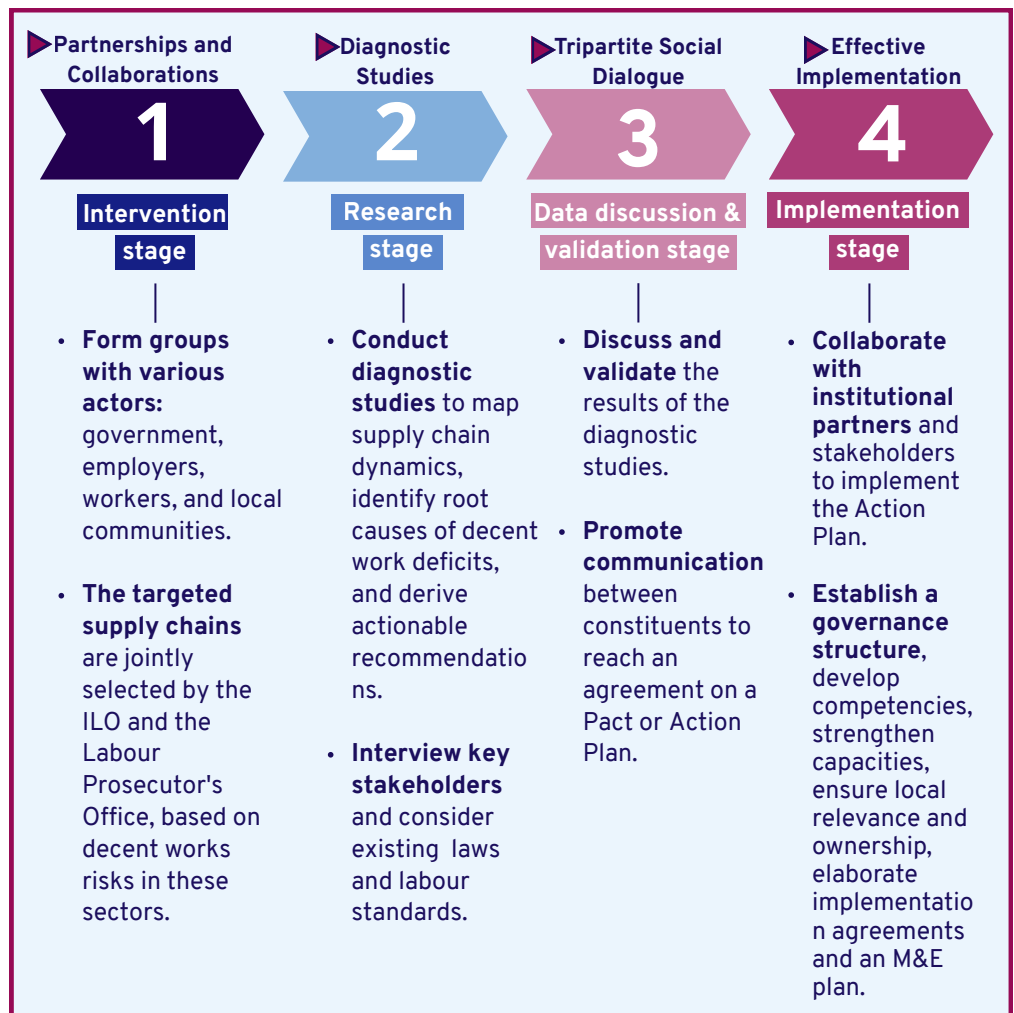 Partnerships and
Collaborations
1
Intervention
stage
• Form groups
with various
actors:
government,
employers,
workers, and local
communities.
• The targeted
supply chains
are jointly
selected by the
ILO and the
Labour
Prosecutor's
Office, based on
decent works
risks in these
sectors.
Diagnostic
Studies
2
Research
stage
• Conduct
diagnostic
studies to map
supply chain
dynamics,
identify root
causes of decent
work deficits,
and derive
actionable
recommendatio
ns.
• Interview key
stakeholders
and consider
existing laws
and labour
standards.
Tripartite Social
Dialogue
3
Data discussion &
validation stage
• Discuss and
validate the
results of the
diagnostic
studies.
• Promote
communication
between
constituents to
reach an
agreement on a
Pact or Action
Plan.
Effective
Implementation
4
Implementation
stage
• Collaborate
with
institutional
partners and
stakeholders
to implement
the Action
Plan.
• Establish a
governance
structure,
develop
competencies,
strengthen
capacities,
ensure local
relevance and
ownership,
elaborate
implementatio
n agreements
and an M&E
plan.